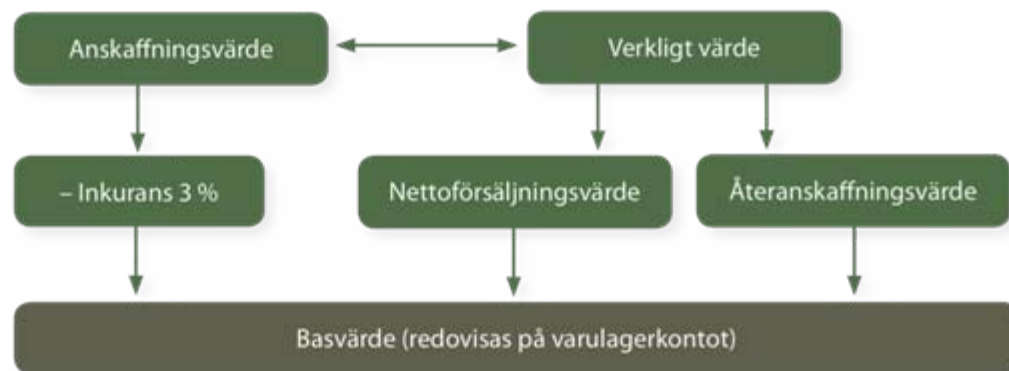 Anskaffningsvärde
Verkligt värde
– Inkurans 3 %
Nettoförsäljningsvärde
Återanskaffningsvärde
Basvärde (redovisas på varulagerkontot)